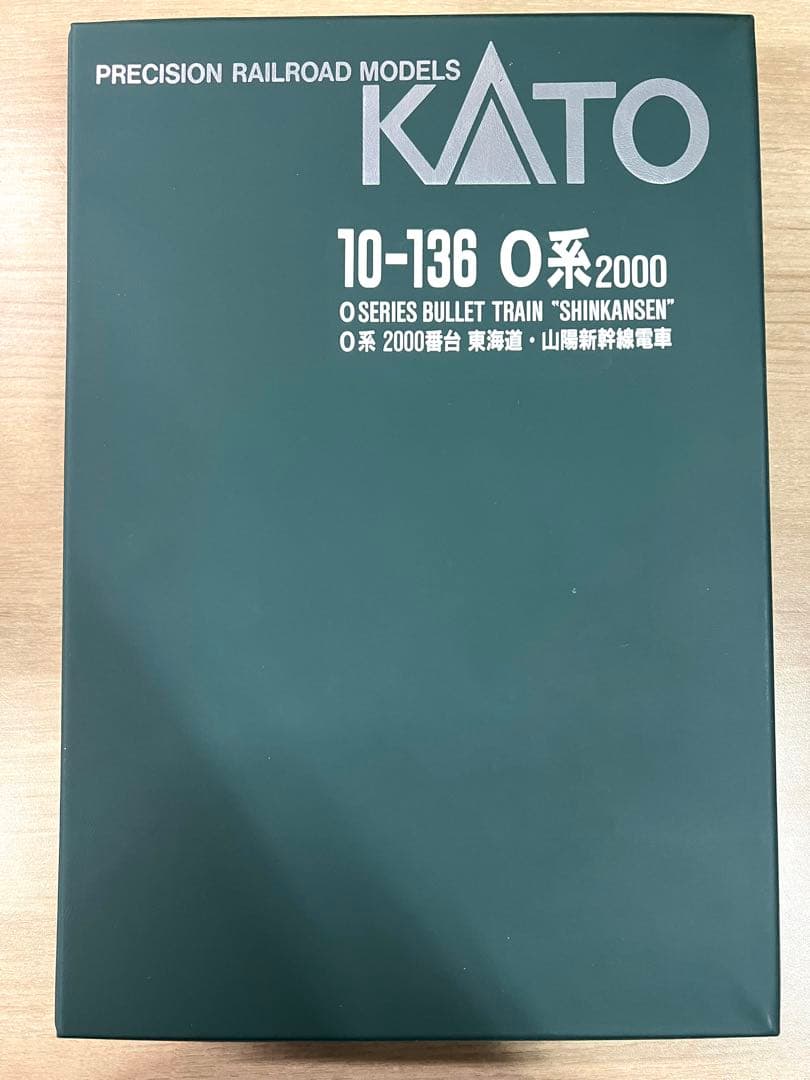 PRECISION RAILROAD MODELS
KATO
10-136 0系2000
0 SERIES BULLET TRAIN "SHINKANSEN"
0系 2000番台 東海道・山陽新幹線電車